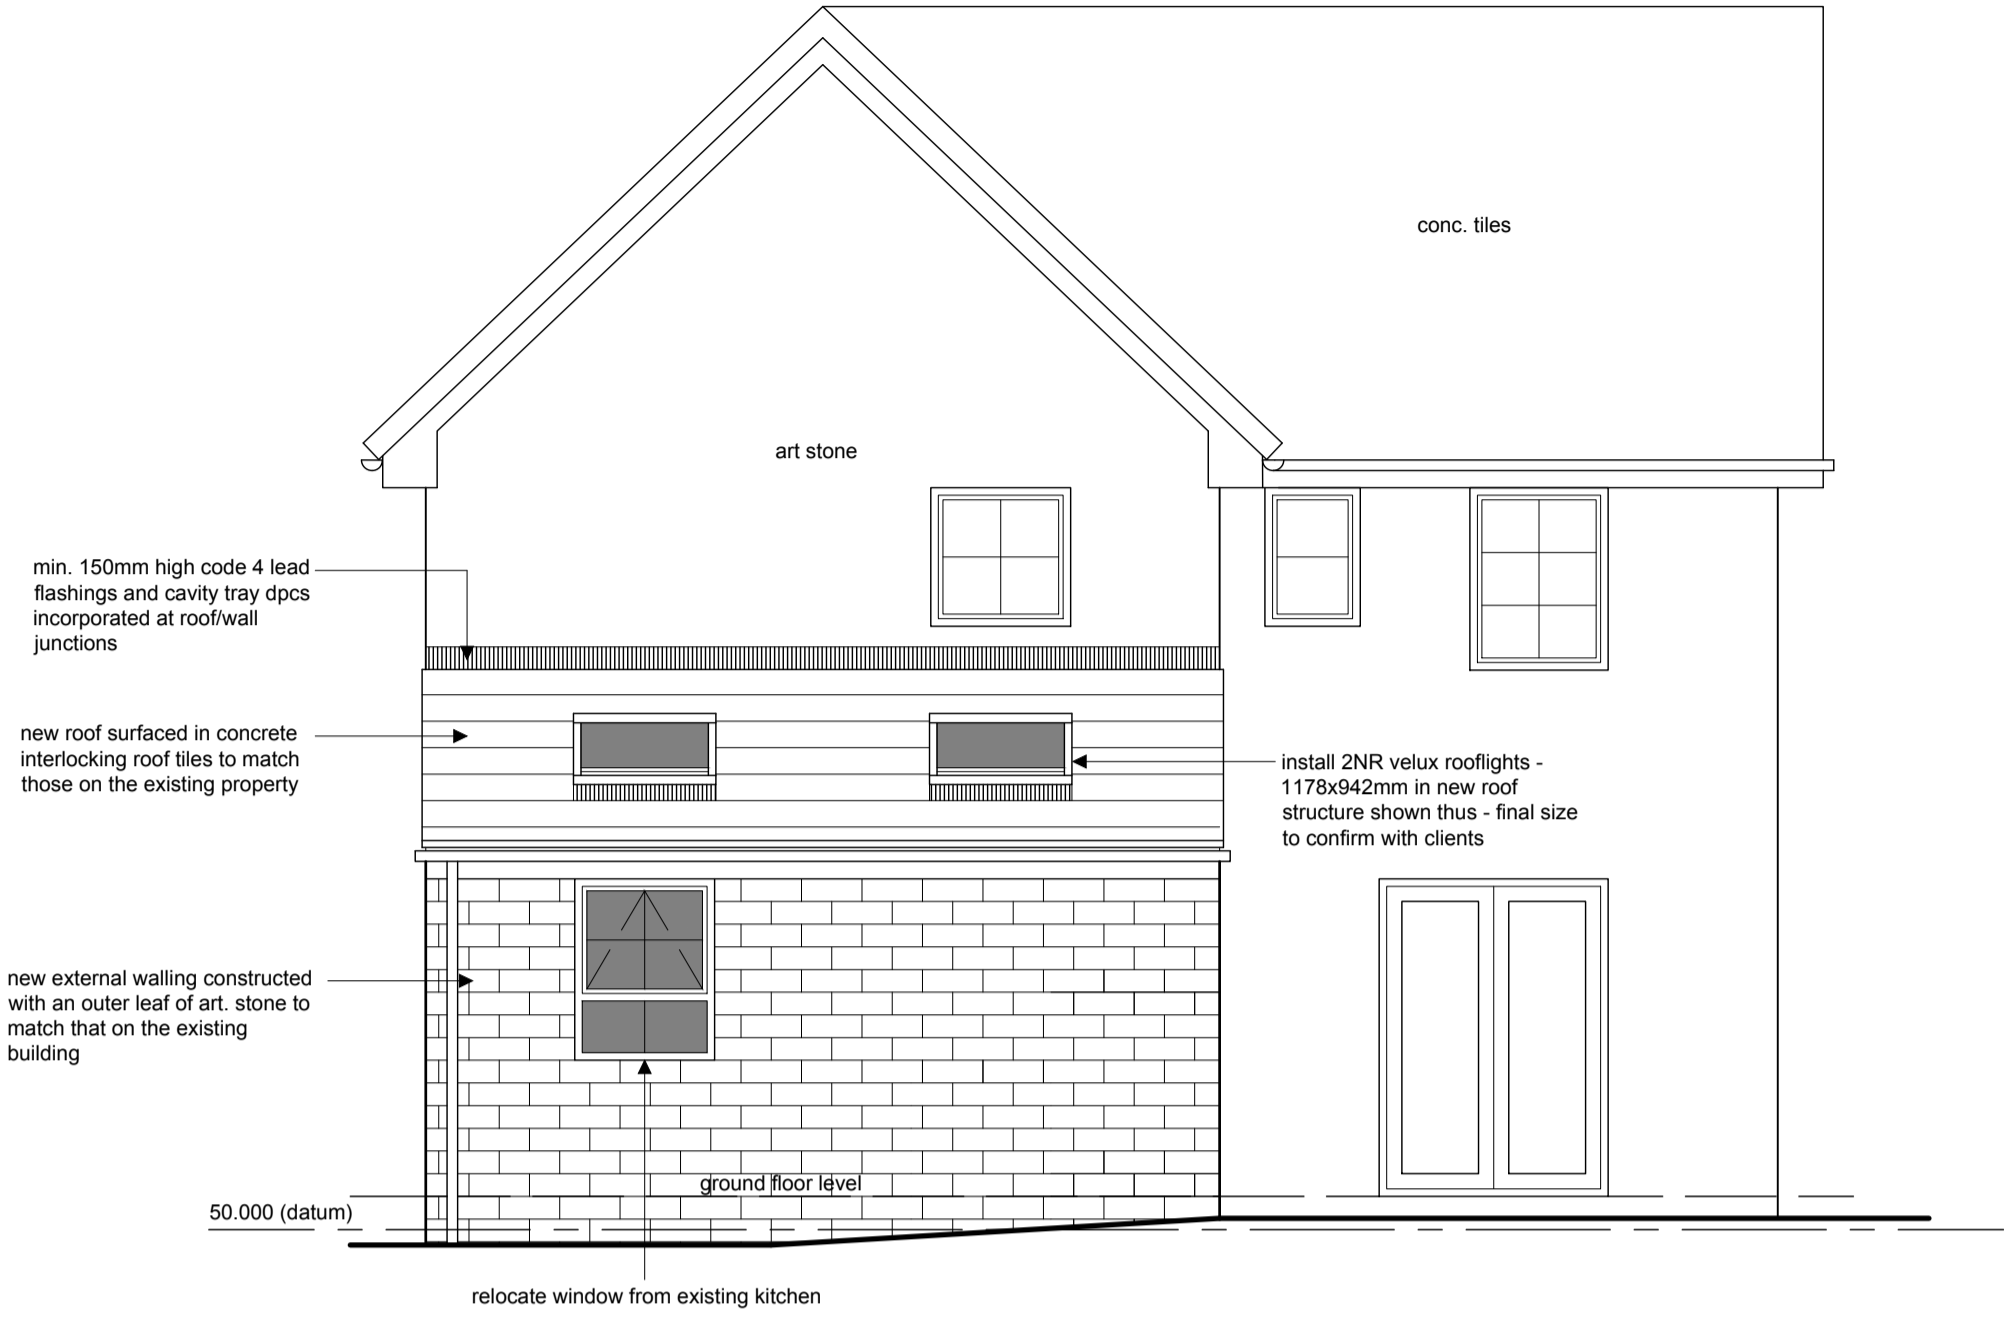 conc. tiles
art stone
min. 150mm high code 4 lead
flashings and cavity tray dpcs
incorporated at roof/wall
junctions
new roof surfaced in concrete
interlocking roof tiles to match
those on the existing property
install 2NR velux rooflights -
1178x942mm in new roof
structure shown thus - final size
to confirm with clients
new external walling constructed
with an outer leaf of art. stone to
match that on the existing
building
ground floor level
50.000 (datum)
relocate window from existing kitchen